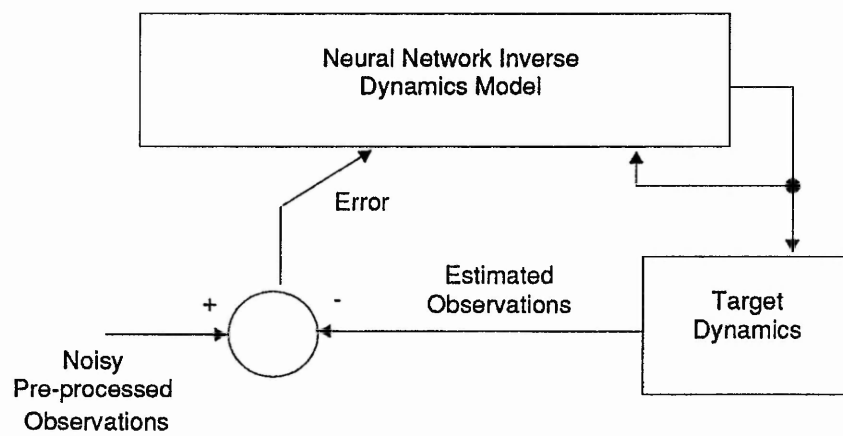 Neural Network Inverse
Dynamics Model
Error
+
-
Estimated
Observations
Target
Dynamics
Noisy
Pre-processed
Observations